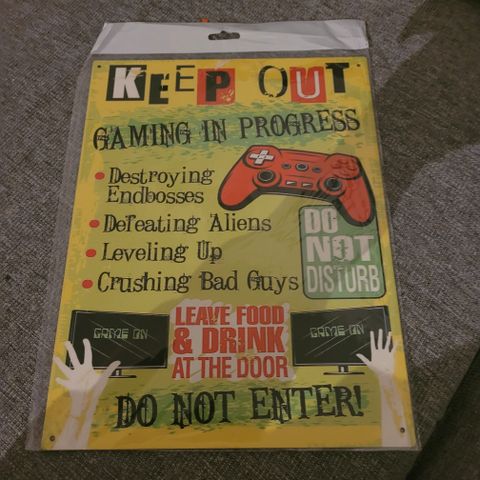 KEEP OUT
GAMING IN PROGRESS
• Destroying
Endbosses
• Defeating Aliens
• Leveling Up
• Crushing Bad Guys
DO
NOT
DISTURB
GAME ON
LEAVE FOOD
& DRINK
AT THE DOOR
GAME ON
DO NOT ENTER!